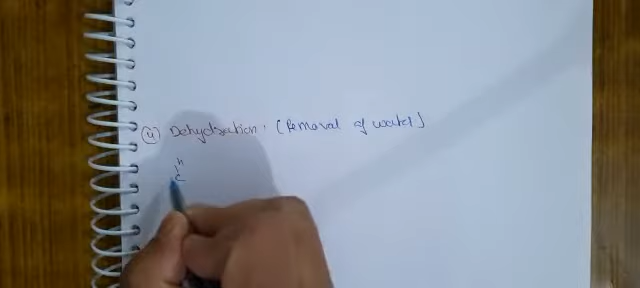 (ii) Dehydration: (Removal of water)
H
C